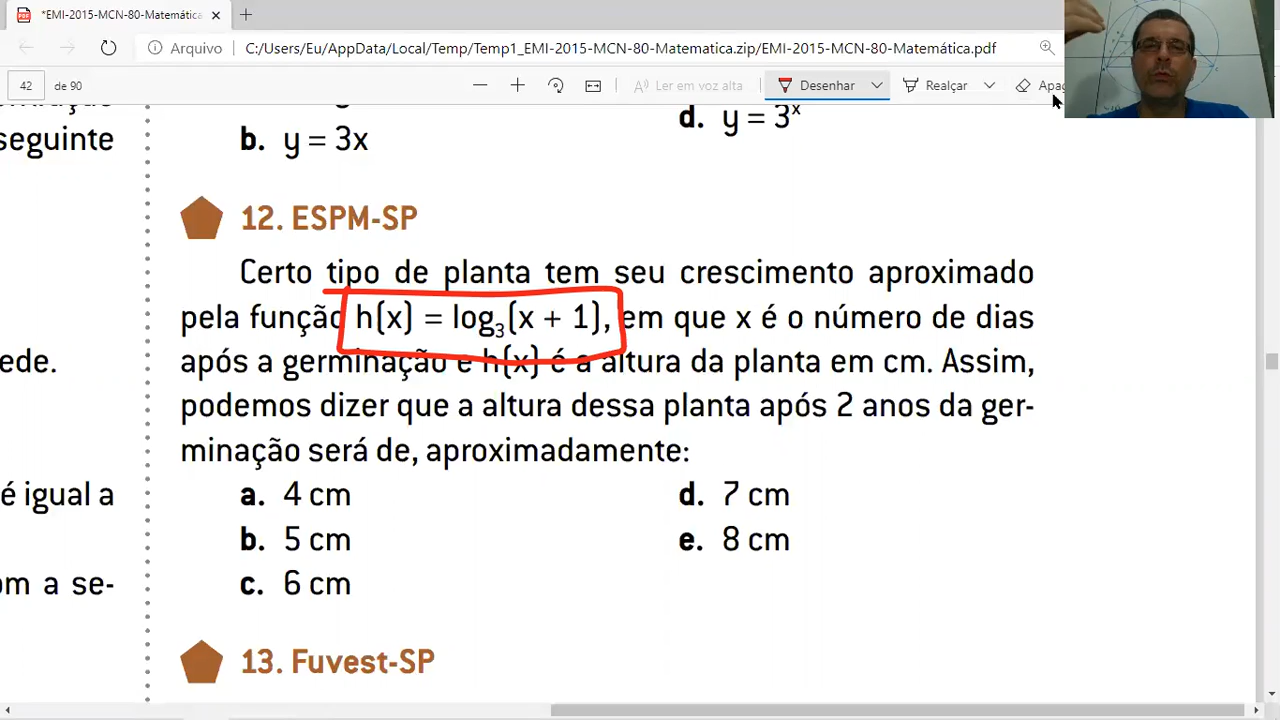 *EMI-2015-MCN-80-Matemática
Arquivo C:/Users/Eu/AppData/Local/Temp/Temp1_EMI-2015-MCN-80-Matematica.zip/EMI-2015-MCN-80-Matemática.pdf
42 de 90 Ler em voz alta Desenhar Realçar Apa
seguinte
b. y = 3x
d. y = 3ˣ
12. ESPM-SP
Certo tipo de planta tem seu crescimento aproximado
pela função h(x) = log₃(x + 1), em que x é o número de dias
ede.
após a germinação e h(x) é a altura da planta em cm. Assim,
podemos dizer que a altura dessa planta após 2 anos da ger-
minação será de, aproximadamente:
é igual a
a. 4 cm
b. 5 cm
c. 6 cm
d. 7 cm
e. 8 cm
om a se-
13. Fuvest-SP